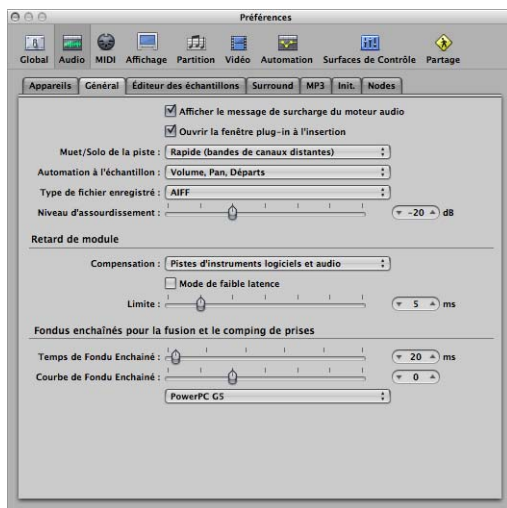 Préférences
Global Audio MIDI Affichage Partition Vidéo Automation Surfaces de Contrôle Partage
Appareils Général Éditeur des échantillons Surround MP3 Init. Nodes
Afficher le message de surcharge du moteur audio
Ouvrir la fenêtre plug-in à l'insertion
Muet/Solo de la piste : Rapide (bandes de canaux distantes)
Automation à l'échantillon : Volume, Pan, Départs
Type de fichier enregistré : AIFF
Niveau d'assourdissement : -20 dB
Retard de module
Compensation : Pistes d'instruments logiciels et audio
Mode de faible latence
Limite : 5 ms
Fondus enchaînés pour la fusion et le comping de prises
Temps de Fondu Enchainé : 20 ms
Courbe de Fondu Enchainé : 0
PowerPC G5